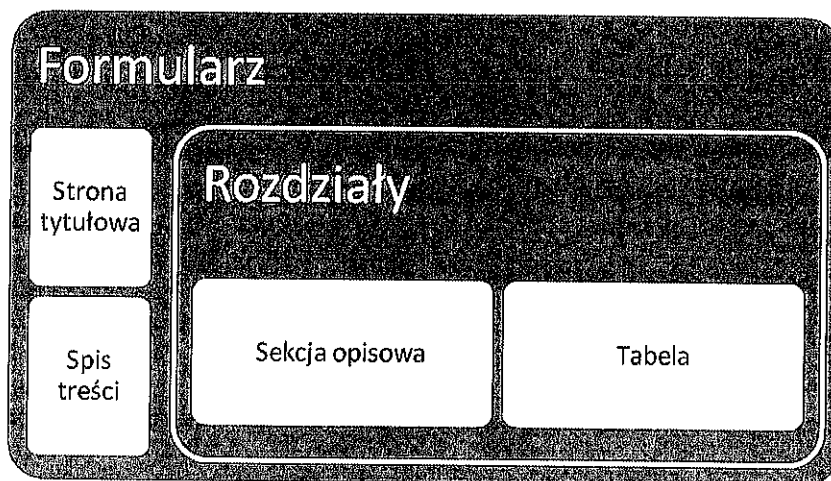 Formularz
Strona
tytułowa
Spis
treści
Rozdziały
Sekcja opisowa
Tabela